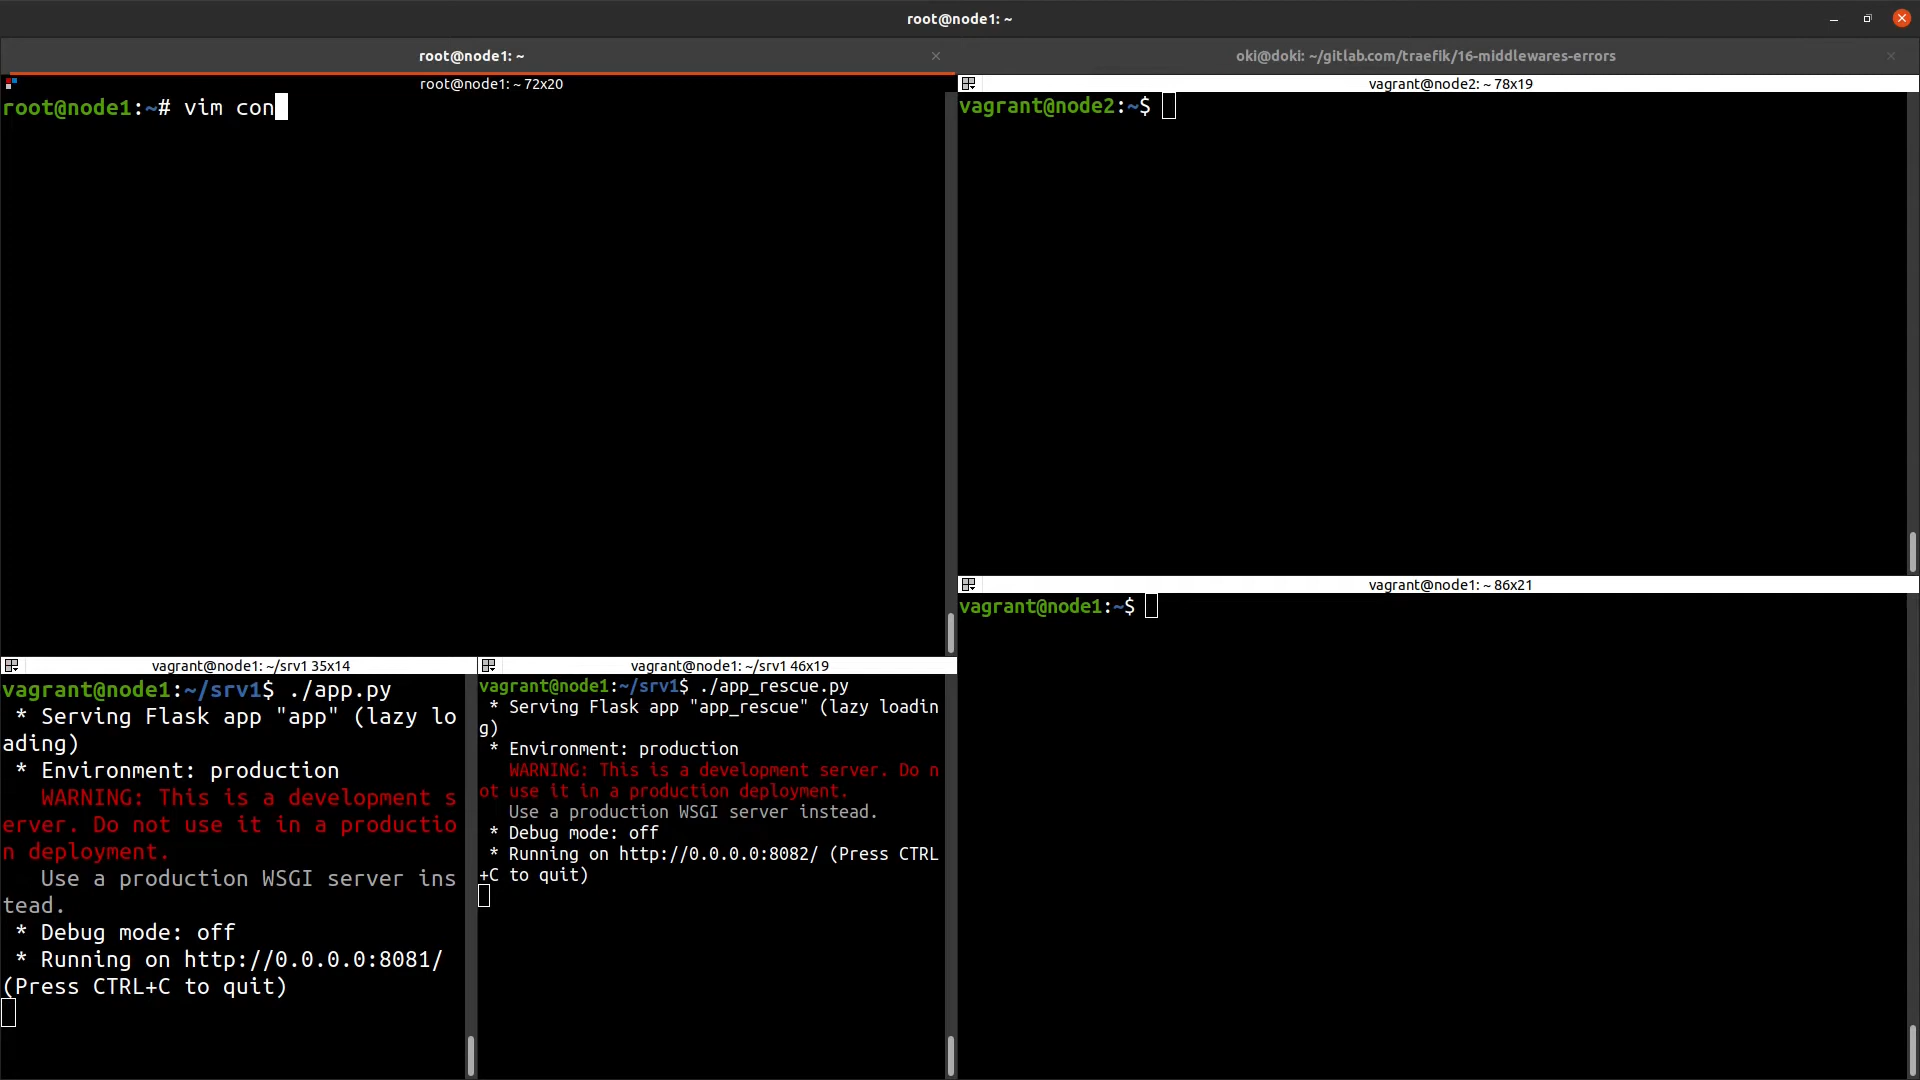 root@node1: ~
root@node1: ~
oki@doki: ~/gitlab.com/traefik/16-middlewares-errors
root@node1: ~ 72x20
root@node1:~# vim con
vagrant@node2: ~ 78x19
vagrant@node2:~$
vagrant@node1: ~ 86x21
vagrant@node1:~$
vagrant@node1: ~/srv1 35x14
vagrant@node1:~/srv1$ ./app.py
 * Serving Flask app "app" (lazy lo
ading)
 * Environment: production
   WARNING: This is a development s
erver. Do not use it in a productio
n deployment.
   Use a production WSGI server ins
tead.
 * Debug mode: off
 * Running on http://0.0.0.0:8081/
(Press CTRL+C to quit)
vagrant@node1: ~/srv1 46x19
vagrant@node1:~/srv1$ ./app_rescue.py
 * Serving Flask app "app_rescue" (lazy loadin
g)
 * Environment: production
   WARNING: This is a development server. Do n
ot use it in a production deployment.
   Use a production WSGI server instead.
 * Debug mode: off
 * Running on http://0.0.0.0:8082/ (Press CTRL
+C to quit)